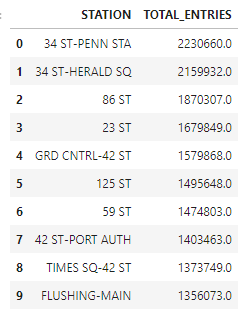 STATION TOTAL_ENTRIES
0 34 ST-PENN STA 2230660.0
1 34 ST-HERALD SQ 2159932.0
2 86 ST 1870307.0
3 23 ST 1679849.0
4 GRD CNTRL-42 ST 1579868.0
5 125 ST 1495648.0
6 59 ST 1474803.0
7 42 ST-PORT AUTH 1403463.0
8 TIMES SQ-42 ST 1373749.0
9 FLUSHING-MAIN 1356073.0